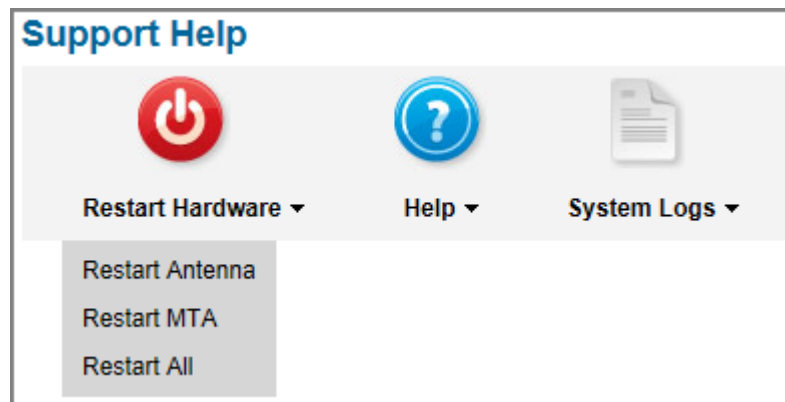 Support Help
Restart Hardware Help System Logs
Restart Antenna
Restart MTA
Restart All